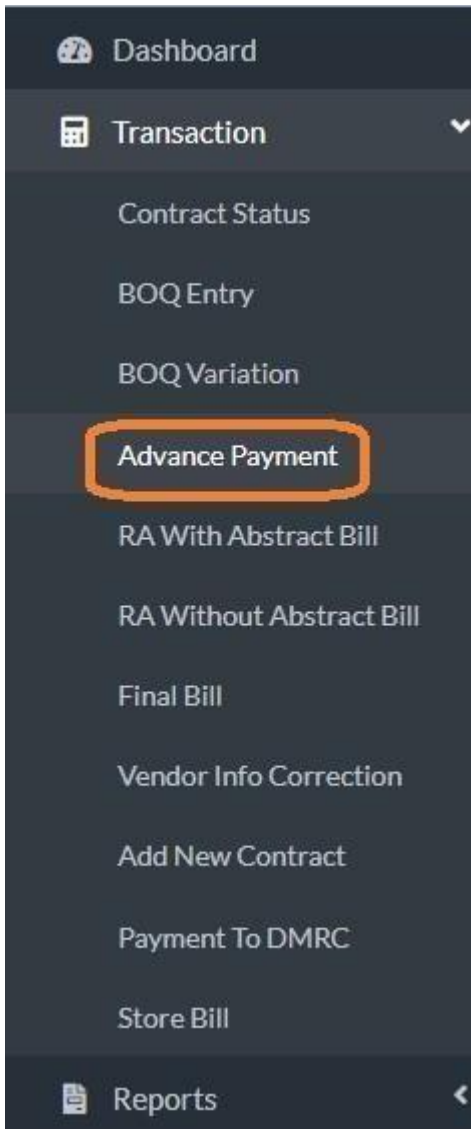 Dashboard
Transaction
Contract Status
BOQ Entry
BOQ Variation
Advance Payment
RA With Abstract Bill
RA Without Abstract Bill
Final Bill
Vendor Info Correction
Add New Contract
Payment To DMRC
Store Bill
Reports